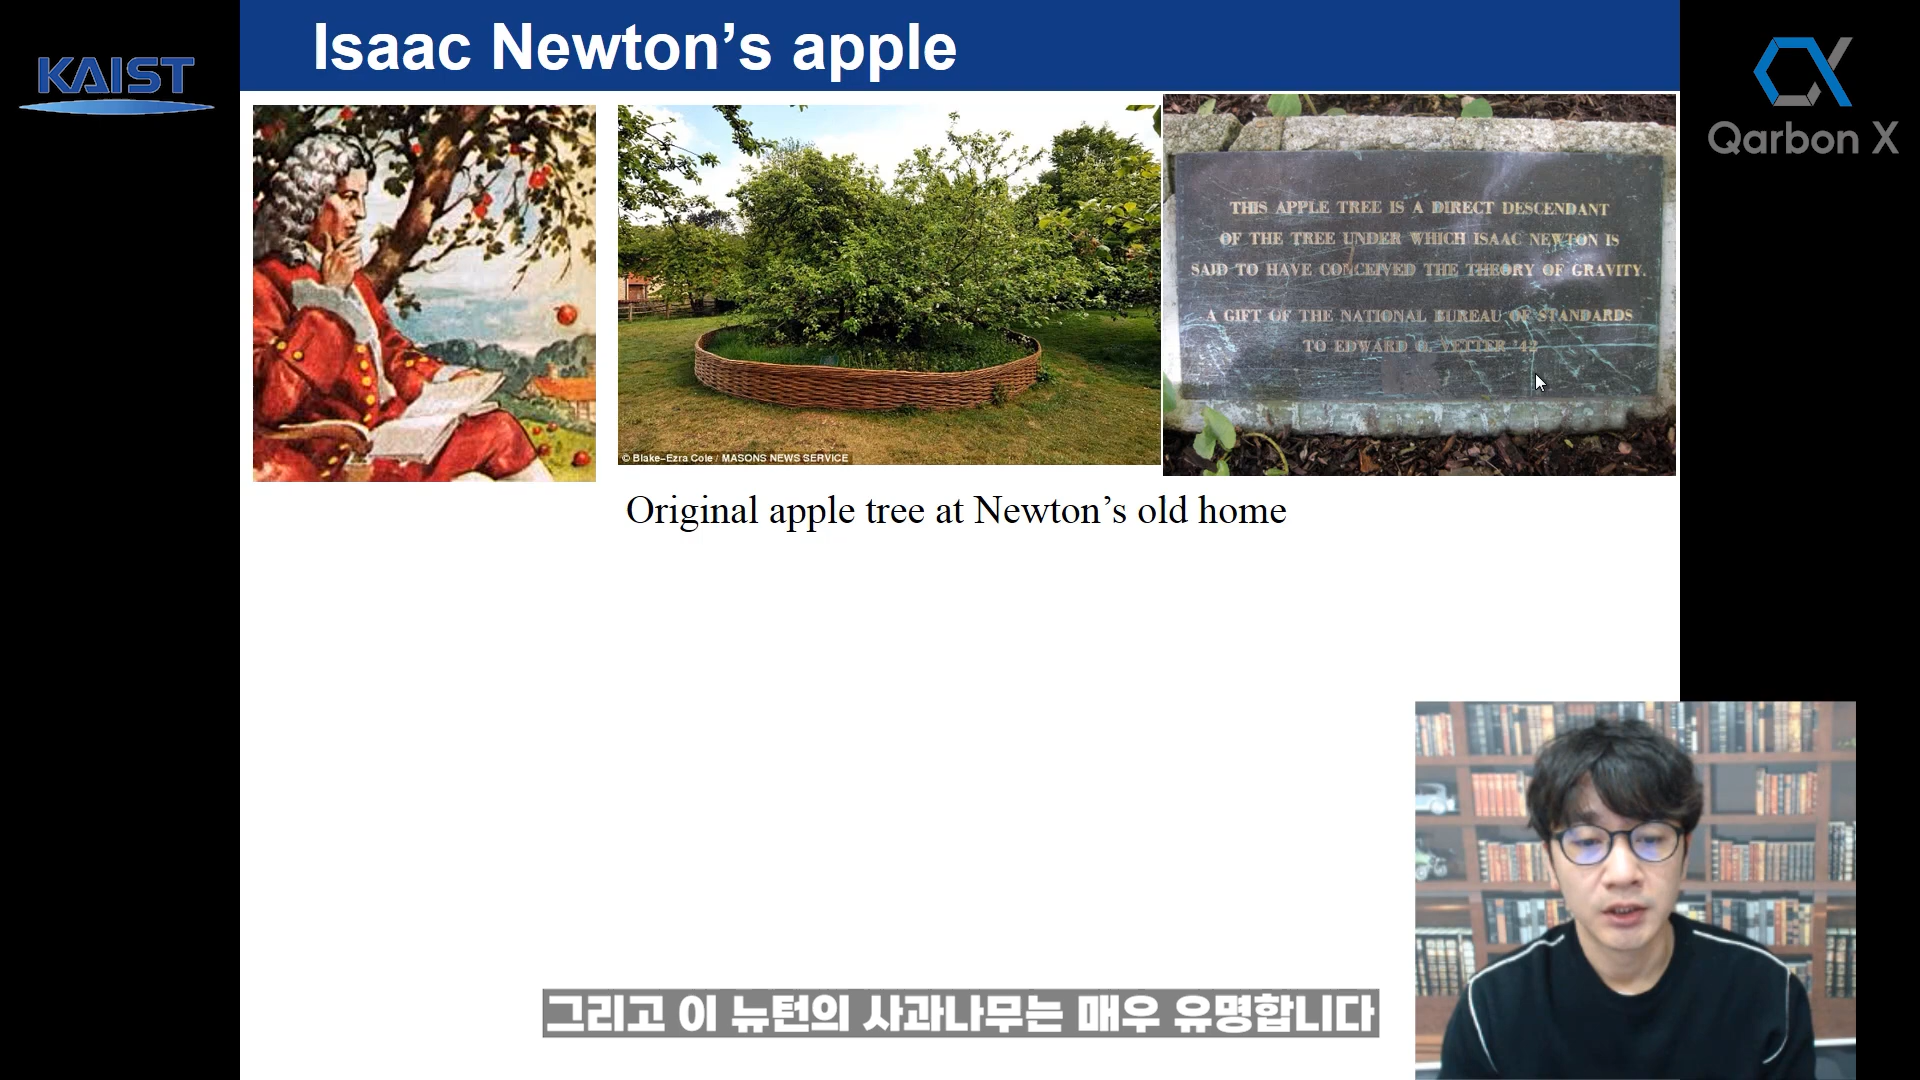 Isaac Newton’s apple
KAIST
Qarbon X
THIS APPLE TREE IS A DIRECT DESCENDANT
OF THE TREE UNDER WHICH ISAAC NEWTON IS
SAID TO HAVE CONCEIVED THE THEORY OF GRAVITY.
A GIFT OF THE NATIONAL BUREAU OF STANDARDS
TO EDWARD G. VETTER '42
© Blake–Ezra Cole / MASONS NEWS SERVICE
Original apple tree at Newton’s old home
그리고 이 뉴턴의 사과나무는 매우 유명합니다